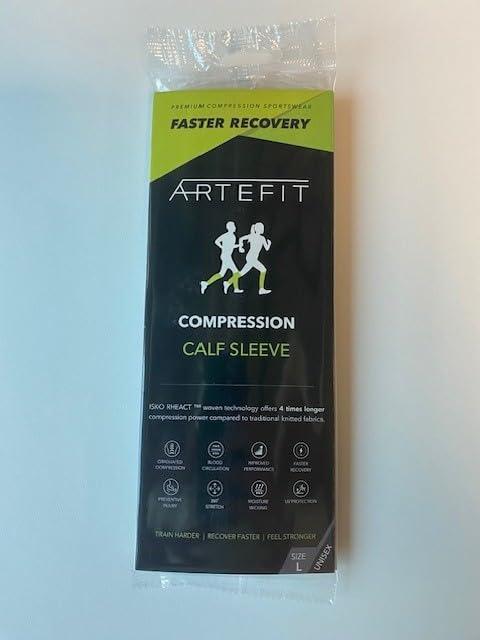 PREMIUM COMPRESSION SPORTSWEAR
FASTER RECOVERY
ARTEFIT
COMPRESSION
CALF SLEEVE
ISKO RHEACT ™ woven technology offers 4 times longer
compression power compared to traditional knitted fabrics.
GRADUATED COMPRESSION
BLOOD CIRCULATION
IMPROVED PERFORMANCE
FASTER RECOVERY
PREVENTIVE INJURY
360° STRETCH
MOISTURE WICKING
UV PROTECTION
TRAIN HARDER | RECOVER FASTER | FEEL STRONGER
SIZE
L
UNISEX